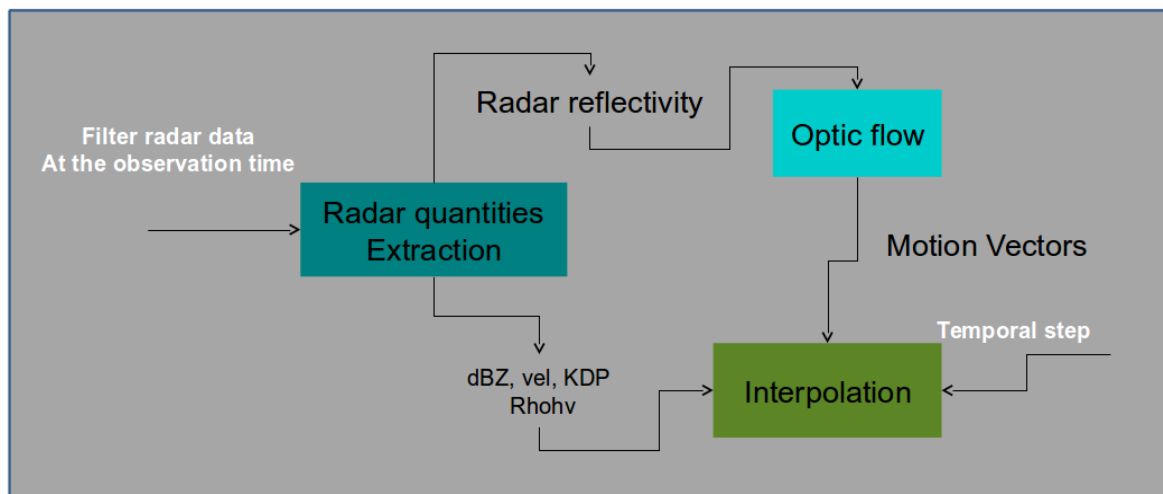 Radar reflectivity
Optic flow
Filter radar data
At the observation time
Radar quantities
Extraction
Motion Vectors
Temporal step
dBZ, vel, KDP
Rhohv
Interpolation